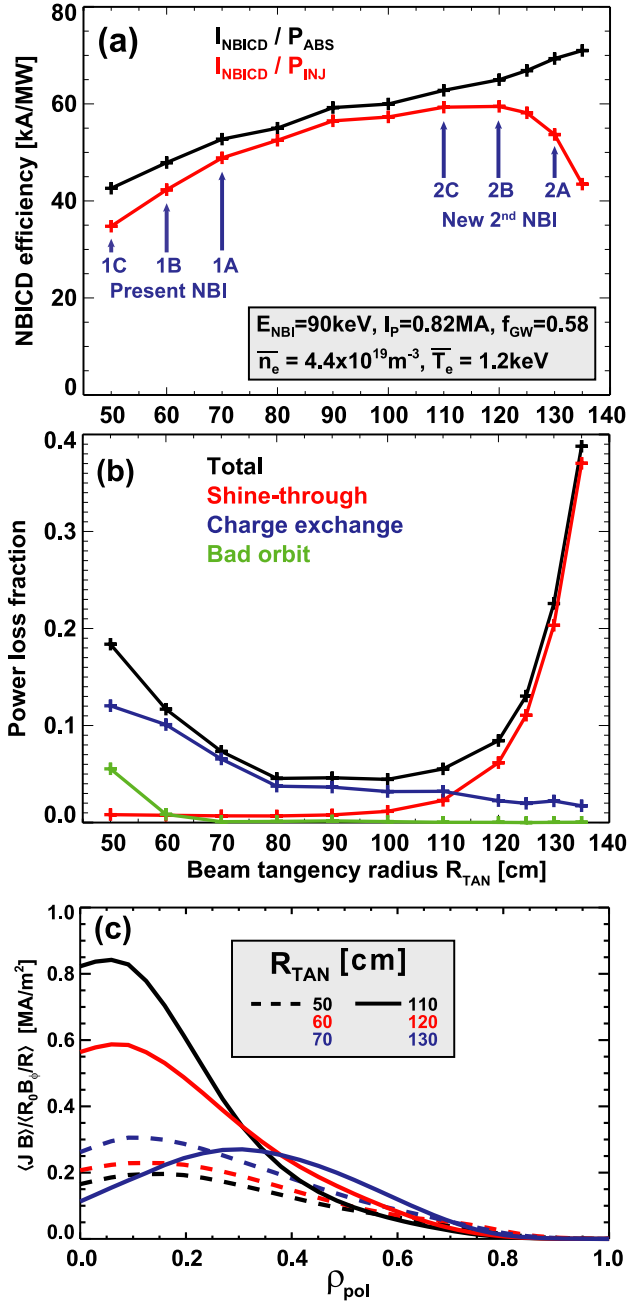 (a)
I_NBICD / P_ABS
I_NBICD / P_INJ
NBICD efficiency [kA/MW]
80
60
40
20
0
2C 2B 2A
New 2nd NBI
1C 1B 1A
Present NBI
E_NBI=90keV, I_P=0.82MA, f_GW=0.58
n̅_e̅ = 4.4x10¹⁹m⁻³, T̅_e̅ = 1.2keV
50 60 70 80 90 100 110 120 130 140
(b)
Total
Shine-through
Charge exchange
Bad orbit
Power loss fraction
0.4
0.3
0.2
0.1
0.0
50 60 70 80 90 100 110 120 130 140
Beam tangency radius R_TAN [cm]
(c)
R_TAN [cm]
50 110
60 120
70 130
⟨J B⟩/⟨R₀B_ϕ/R⟩ [MA/m²]
1.0
0.8
0.6
0.4
0.2
0.0
0.0 0.2 0.4 0.6 0.8 1.0
ρ_pol